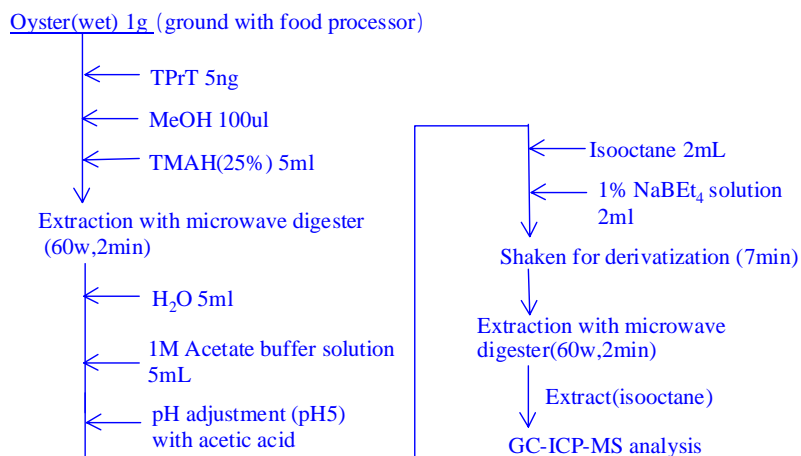 Oyster(wet) 1g (ground with food processor)
TPrT 5ng
MeOH 100ul
TMAH(25%) 5ml
Extraction with microwave digester
(60w,2min)
H₂O 5ml
1M Acetate buffer solution
5mL
pH adjustment (pH5)
with acetic acid
Isooctane 2mL
1% NaBEt₄ solution
2ml
Shaken for derivatization (7min)
Extraction with microwave
digester(60w,2min)
Extract(isooctane)
GC-ICP-MS analysis